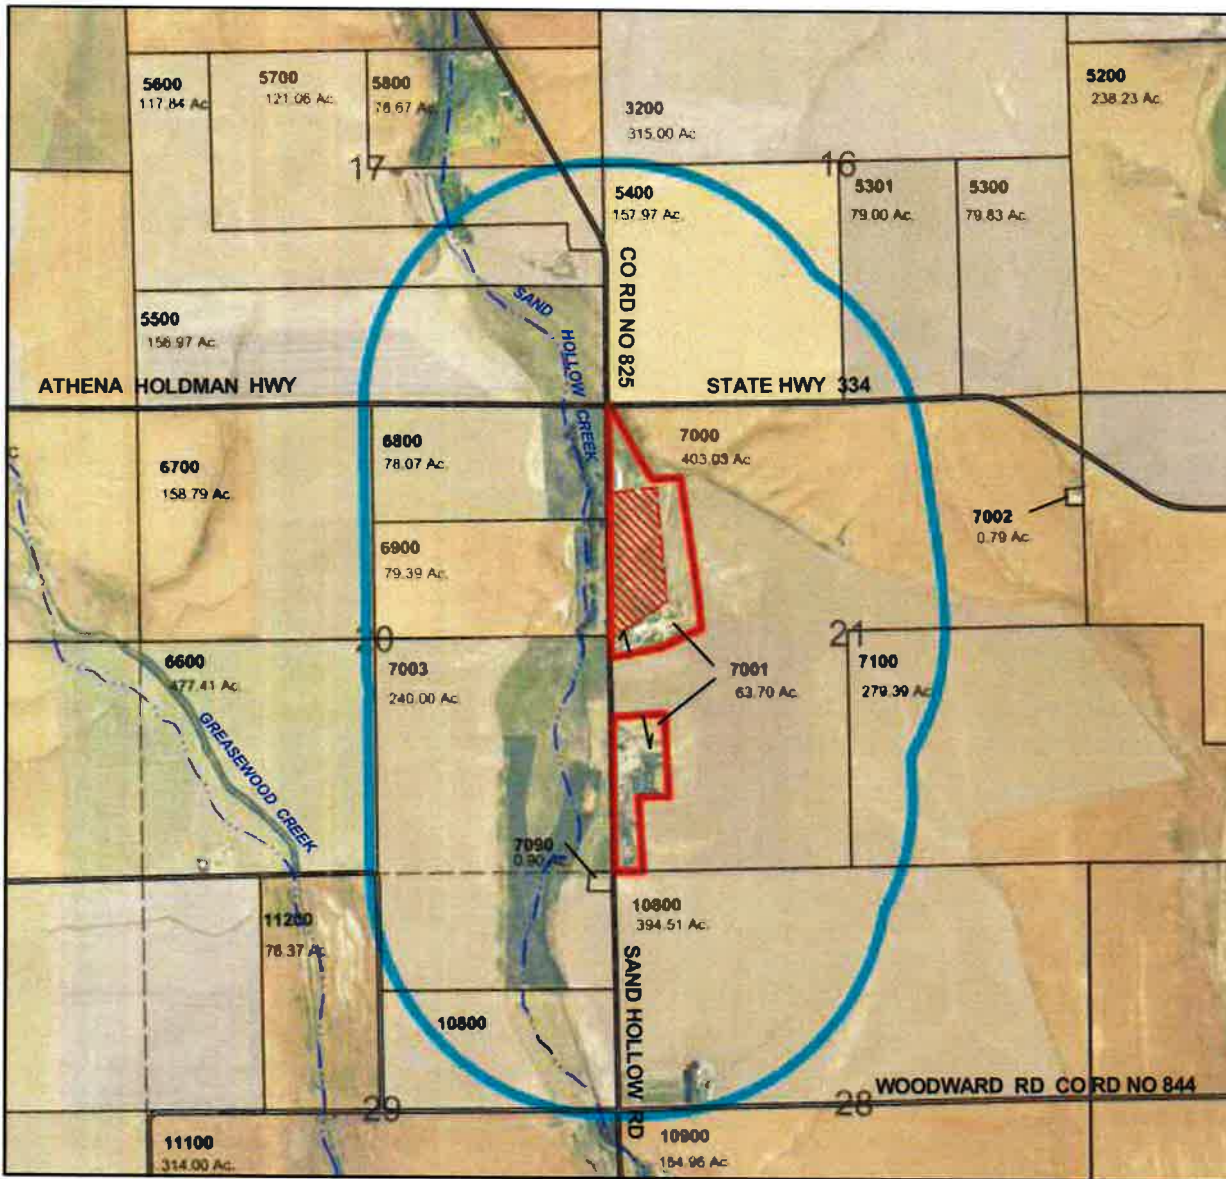 5600
117.84 Ac.
5700
121.06 Ac.
5800
76.67 Ac.
3200
315.00 Ac.
5200
238.23 Ac.
17
16
5400
157.97 Ac.
5301
79.00 Ac.
5300
79.83 Ac.
CO RD NO 825
SAND HOLLOW CREEK
5500
156.97 Ac.
ATHENA HOLDMAN HWY
STATE HWY 334
6800
78.07 Ac.
7000
403.03 Ac.
6700
158.79 Ac.
7002
0.79 Ac.
6900
79.39 Ac.
20
21
6600
477.41 Ac.
7003
240.00 Ac.
7001
63.70 Ac.
7100
279.39 Ac.
GREASEWOOD CREEK
7090
0.90 Ac.
10800
394.51 Ac.
11200
76.37 Ac.
SAND HOLLOW RD
10800
WOODWARD RD CO RD NO 844
29
28
11100
314.00 Ac.
10900